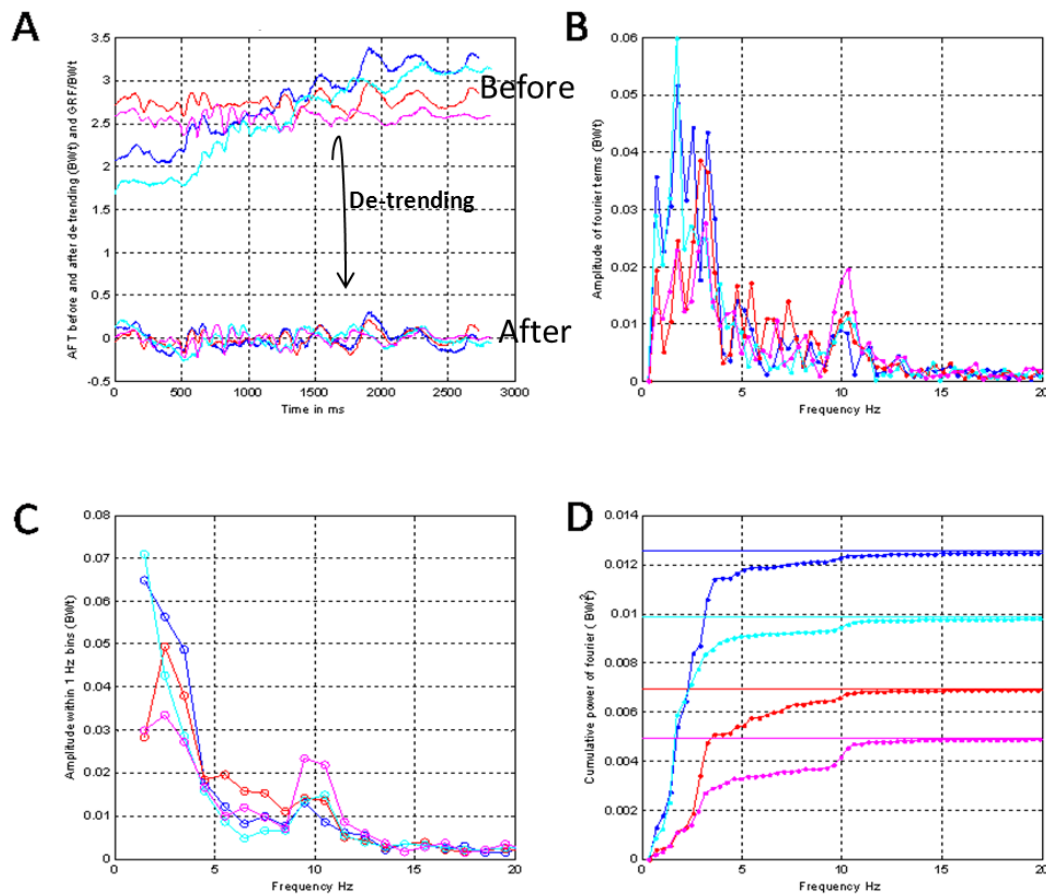 A
3.5
3
2.5
2
1.5
1
0.5
0
-0.5
AFT before and after de-trending (BWt) and GRF/BWt
Before
De-trending
After
0 500 1000 1500 2000 2500 3000
Time in ms
B
0.06
0.05
0.04
0.03
0.02
0.01
0
Amplitude of fourier terms (BWt)
0 5 10 15 20
Frequency Hz
C
0.08
0.07
0.06
0.05
0.04
0.03
0.02
0.01
0
Amplitude within 1 Hz bins (BWt)
0 5 10 15 20
Frequency Hz
D
0.014
0.012
0.01
0.008
0.006
0.004
0.002
0
Cumulative power of fourier ( BWt²)
0 5 10 15 20
Frequency Hz